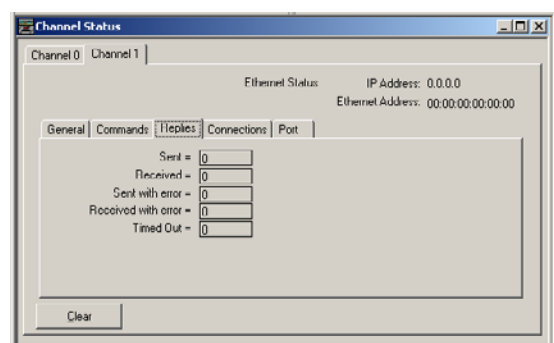 Channel Status
Channel 0 Channel 1
Ethernet Status IP Address: 0.0.0.0
Ethernet Address: 00:00:00:00:00:00
General Commands Replies Connections Port
Sent = 0
Received = 0
Sent with error = 0
Received with error = 0
Timed Out = 0
Clear